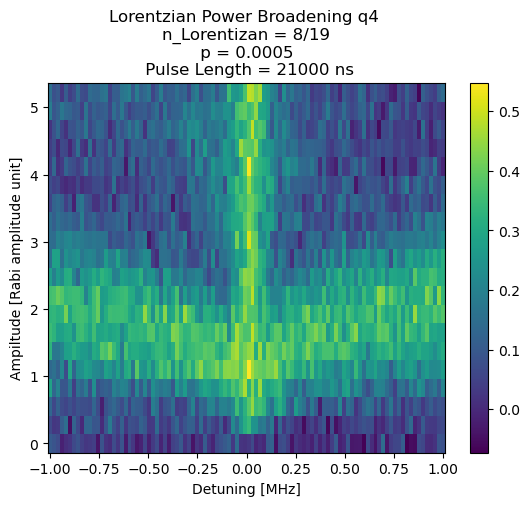 Lorentzian Power Broadening q4
n_Lorentizan = 8/19
p = 0.0005
Pulse Length = 21000 ns
5
4
3
2
1
0
Amplitude [Rabi amplitude unit]
−1.00 −0.75 −0.50 −0.25 0.00 0.25 0.50 0.75 1.00
Detuning [MHz]
0.5
0.4
0.3
0.2
0.1
0.0